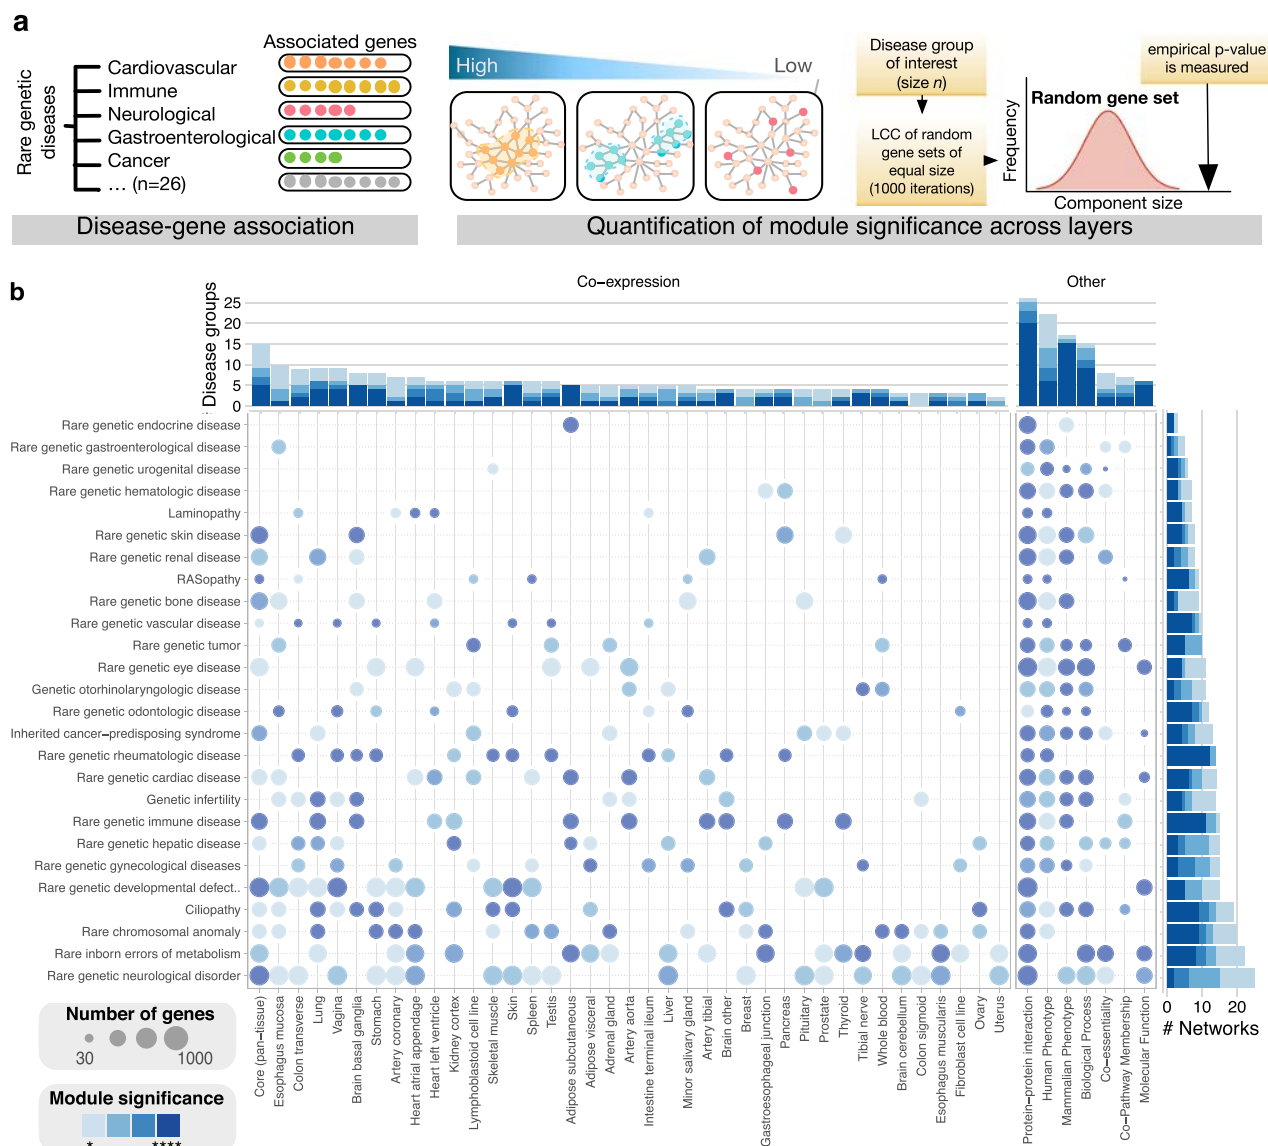 a
Rare genetic
diseases
Cardiovascular
Immune
Neurological
Gastroenterological
Cancer
... (n=26)
Associated genes
Disease-gene association
High
Low
Disease group
of interest
(size n)
LCC of random
gene sets of
equal size
(1000 iterations)
Frequency
Random gene set
Component size
empirical p-value
is measured
Quantification of module significance across layers
b
Co−expression
Other
Disease groups
25
20
15
10
5
0
Rare genetic endocrine disease
Rare genetic gastroenterological disease
Rare genetic urogenital disease
Rare genetic hematologic disease
Laminopathy
Rare genetic skin disease
Rare genetic renal disease
RASopathy
Rare genetic bone disease
Rare genetic vascular disease
Rare genetic tumor
Rare genetic eye disease
Genetic otorhinolaryngologic disease
Rare genetic odontologic disease
Inherited cancer−predisposing syndrome
Rare genetic rheumatologic disease
Rare genetic cardiac disease
Genetic infertility
Rare genetic immune disease
Rare genetic hepatic disease
Rare genetic gynecological diseases
Rare genetic developmental defect..
Ciliopathy
Rare chromosomal anomaly
Rare inborn errors of metabolism
Rare genetic neurological disorder
Core (pan−tissue)
Esophagus mucosa
Colon transverse
Lung
Vagina
Brain basal ganglia
Stomach
Artery coronary
Heart atrial appendage
Heart left ventricle
Kidney cortex
Lymphoblastoid cell line
Skeletal muscle
Skin
Spleen
Testis
Adipose subcutaneous
Adipose visceral
Adrenal gland
Artery aorta
Intestine terminal ileum
Liver
Minor salivary gland
Artery tibial
Brain other
Breast
Gastroesophageal junction
Pancreas
Pituitary
Prostate
Thyroid
Tibial nerve
Whole blood
Brain cerebellum
Colon sigmoid
Esophagus muscularis
Fibroblast cell line
Ovary
Uterus
Protein−protein interaction
Human Phenotype
Mammalian Phenotype
Biological Process
Co−essentiality
Co−Pathway Membership
Molecular Function
0 10 20
# Networks
Number of genes
30 1000
Module significance
* ****